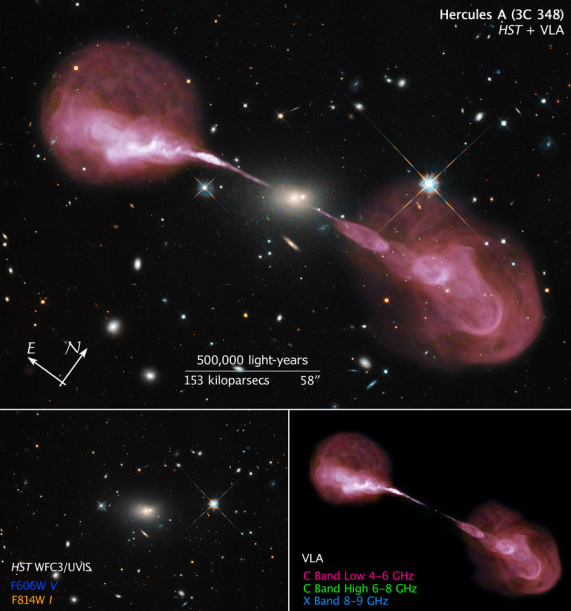 Hercules A (3C 348)
HST + VLA
E
N
500,000 light-years
153 kiloparsecs 58″
HST WFC3/UVIS
F606W V
F814W I
VLA
C Band Low 4–6 GHz
C Band High 6–8 GHz
X Band 8–9 GHz